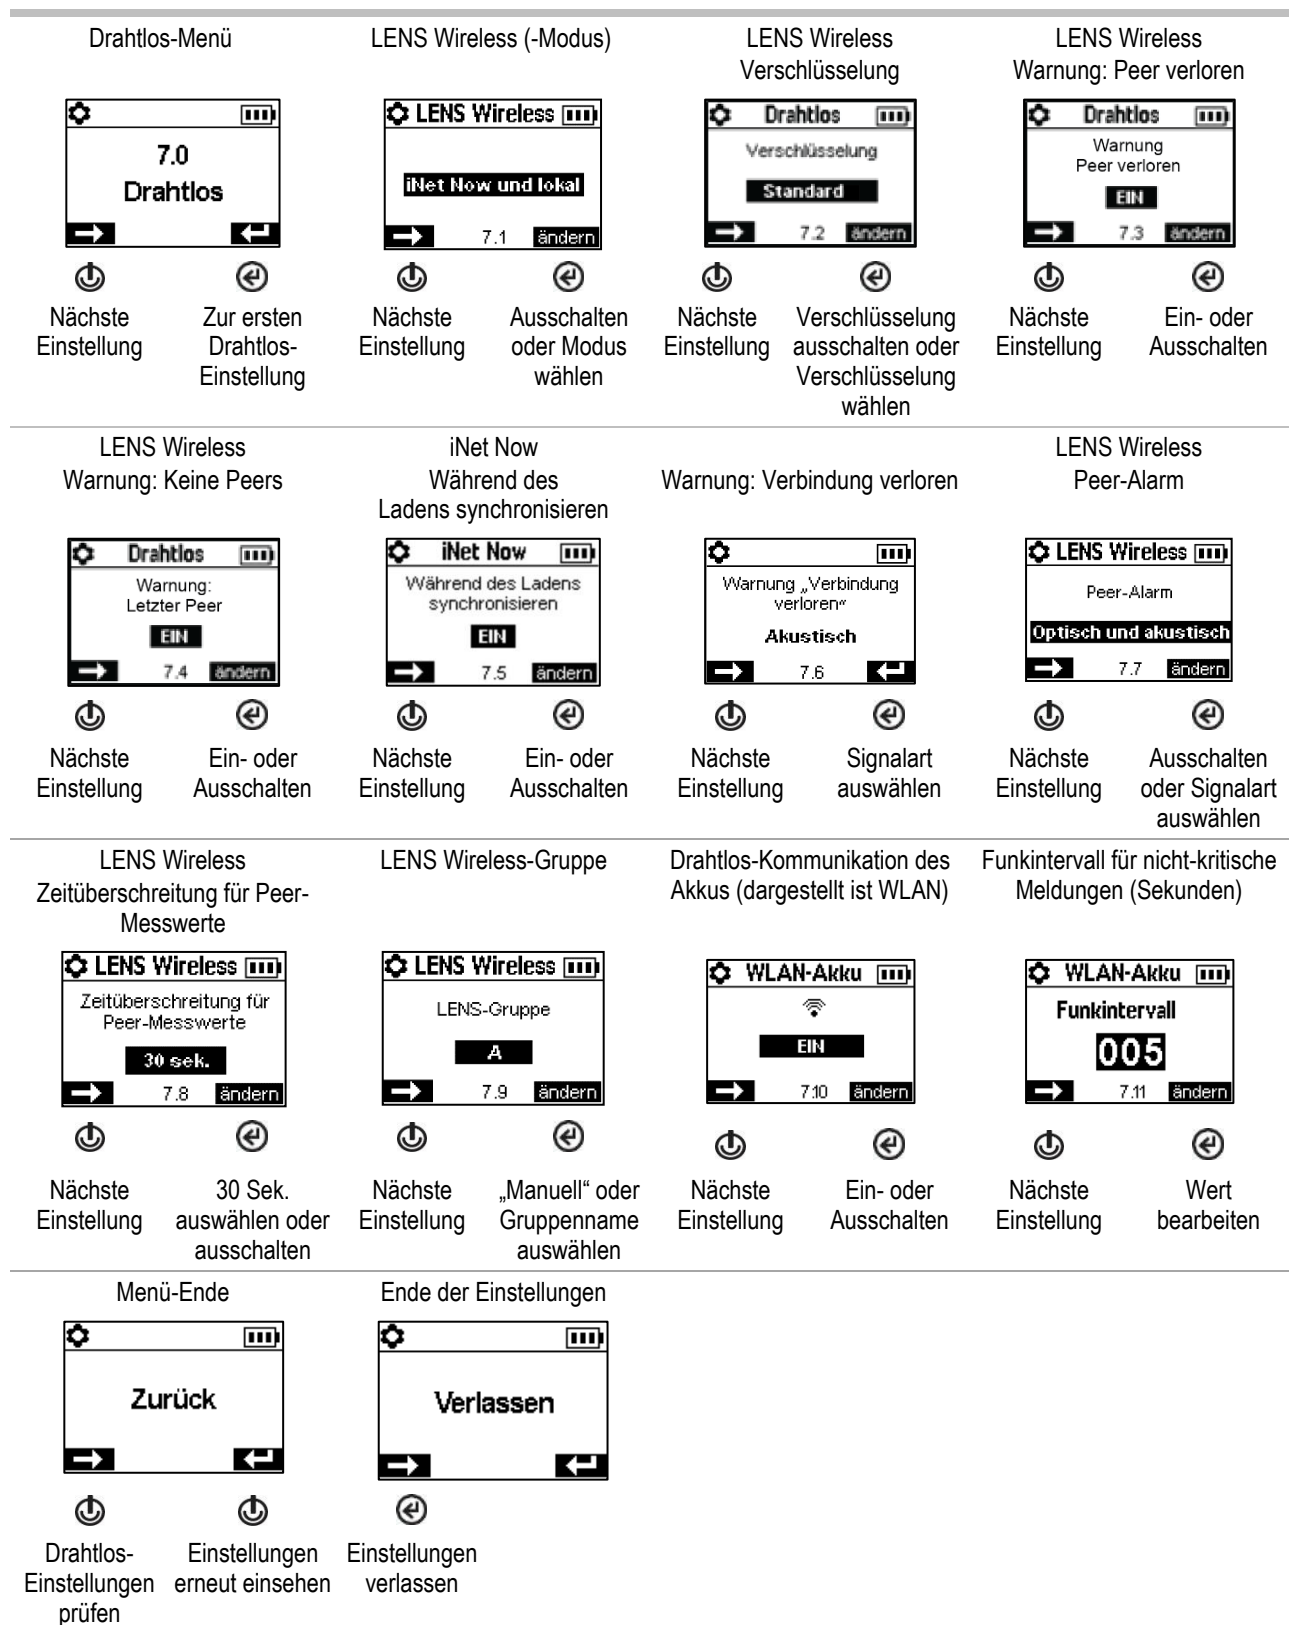 Drahtlos-Menü
7.0
Drahtlos
Nächste
Einstellung
Zur ersten
Drahtlos-
Einstellung
LENS Wireless (-Modus)
LENS Wireless
iNet Now und lokal
7.1 ändern
Nächste
Einstellung
Ausschalten
oder Modus
wählen
LENS Wireless
Verschlüsselung
Drahtlos
Verschlüsselung
Standard
7.2 ändern
Nächste
Einstellung
Verschlüsselung
ausschalten oder
Verschlüsselung
wählen
LENS Wireless
Warnung: Peer verloren
Drahtlos
Warnung
Peer verloren
EIN
7.3 ändern
Nächste
Einstellung
Ein- oder
Ausschalten
LENS Wireless
Warnung: Keine Peers
Drahtlos
Warnung:
Letzter Peer
EIN
7.4 ändern
Nächste
Einstellung
Ein- oder
Ausschalten
iNet Now
Während des
Ladens synchronisieren
iNet Now
Während des Ladens
synchronisieren
EIN
7.5 ändern
Nächste
Einstellung
Ein- oder
Ausschalten
Warnung: Verbindung verloren
Warnung „Verbindung
verloren“
Akustisch
7.6
Nächste
Einstellung
Signalart
auswählen
LENS Wireless
Peer-Alarm
LENS Wireless
Peer-Alarm
Optisch und akustisch
7.7 ändern
Nächste
Einstellung
Ausschalten
oder Signalart
auswählen
LENS Wireless
Zeitüberschreitung für Peer-
Messwerte
LENS Wireless
Zeitüberschreitung für
Peer-Messwerte
30 sek.
7.8 ändern
Nächste
Einstellung
30 Sek.
auswählen oder
ausschalten
LENS Wireless-Gruppe
LENS Wireless
LENS-Gruppe
A
7.9 ändern
Nächste
Einstellung
„Manuell“ oder
Gruppenname
auswählen
Drahtlos-Kommunikation des
Akkus (dargestellt ist WLAN)
WLAN-Akku
EIN
7.10 ändern
Nächste
Einstellung
Ein- oder
Ausschalten
Funkintervall für nicht-kritische
Meldungen (Sekunden)
WLAN-Akku
Funkintervall
005
7.11 ändern
Nächste
Einstellung
Wert
bearbeiten
Menü-Ende
Zurück
Drahtlos-
Einstellungen
prüfen
Einstellungen
erneut einsehen
Ende der Einstellungen
Verlassen
Einstellungen
verlassen